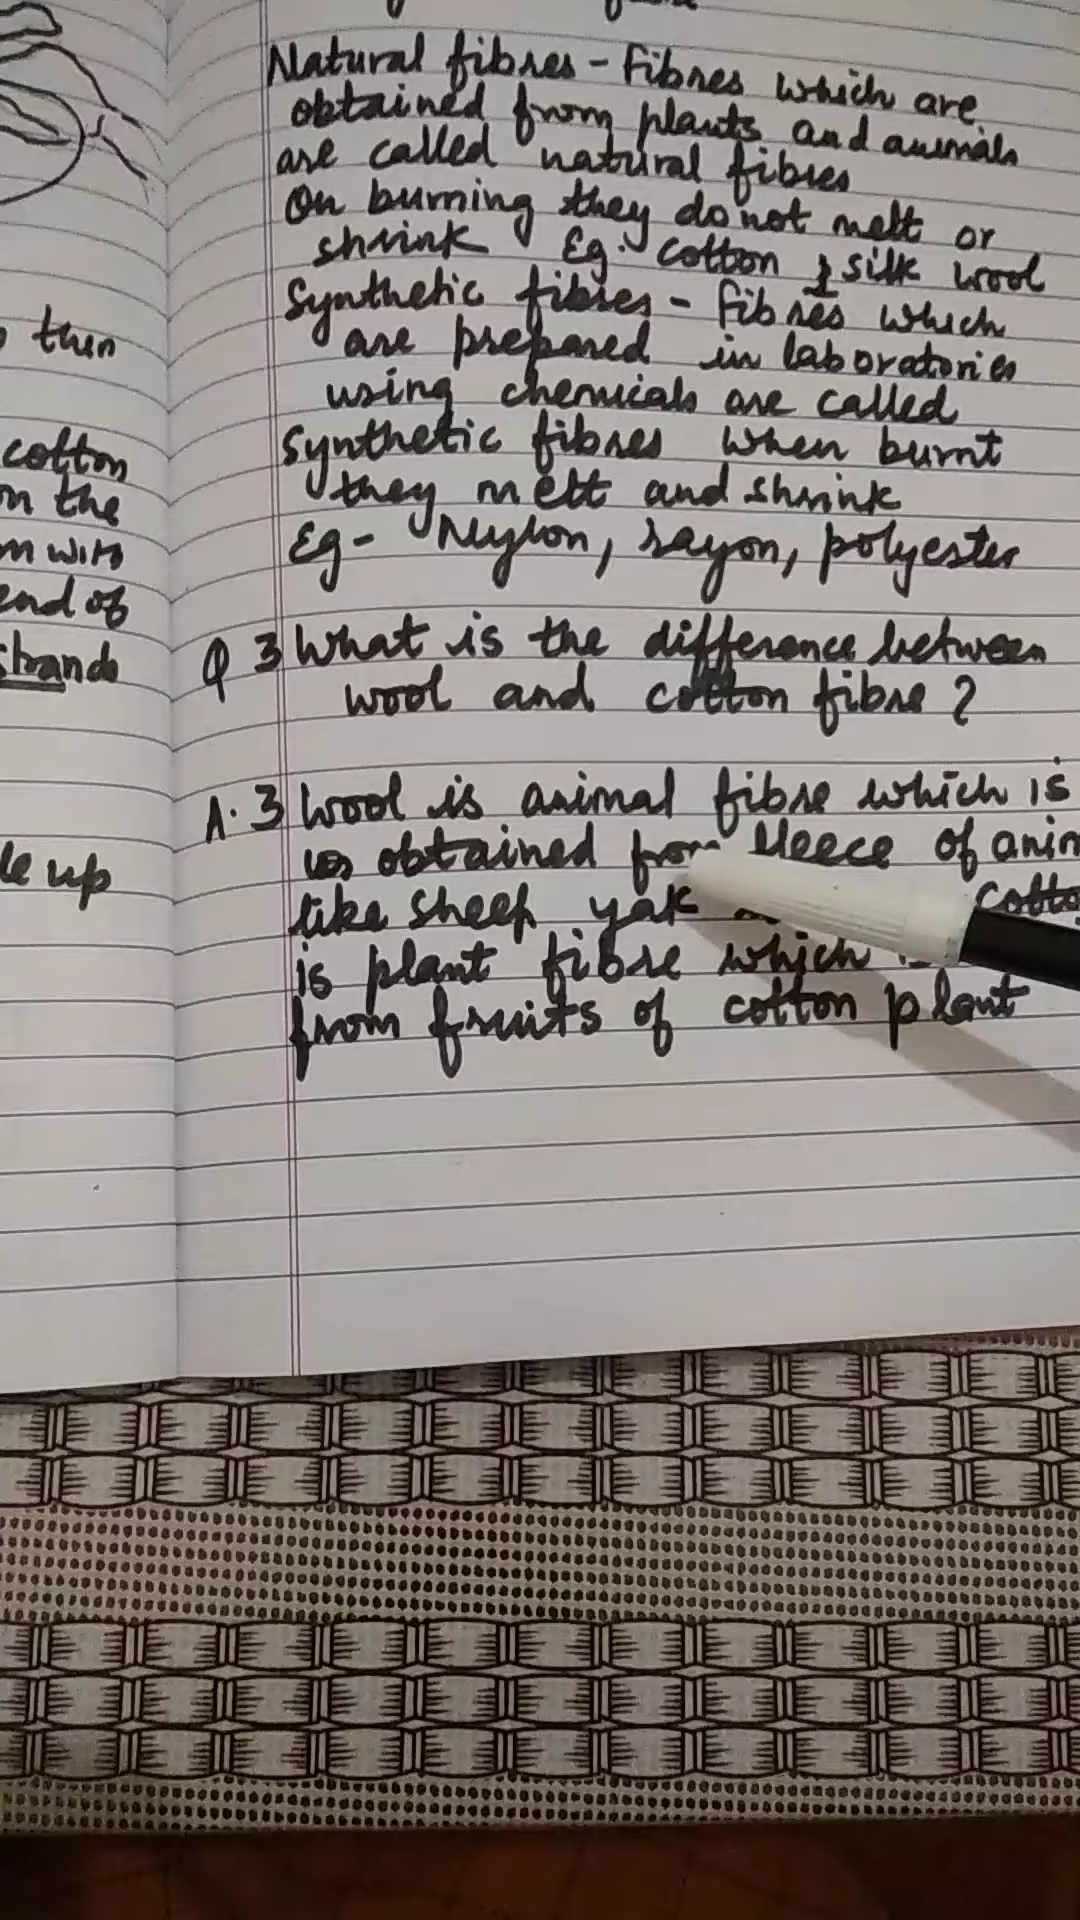 then
cotton
on the
end of
strands
up
Natural fibres - fibres which are
obtained from plants and animals
are called natural fibres
On burning they do not melt or
shrink Eg. cotton & silk wool
Synthetic fibres - fibres which
are prepared in laboratories
using chemicals are called
synthetic fibres when burnt
they melt and shrink
Eg- Nylon, rayon, polyester
Q 3 What is the difference between
wool and cotton fibre ?
A. 3 Wool is animal fibre which is
is obtained from fleece of anim
like sheep yak cotto
is plant fibre which is
from fruits of cotton plant